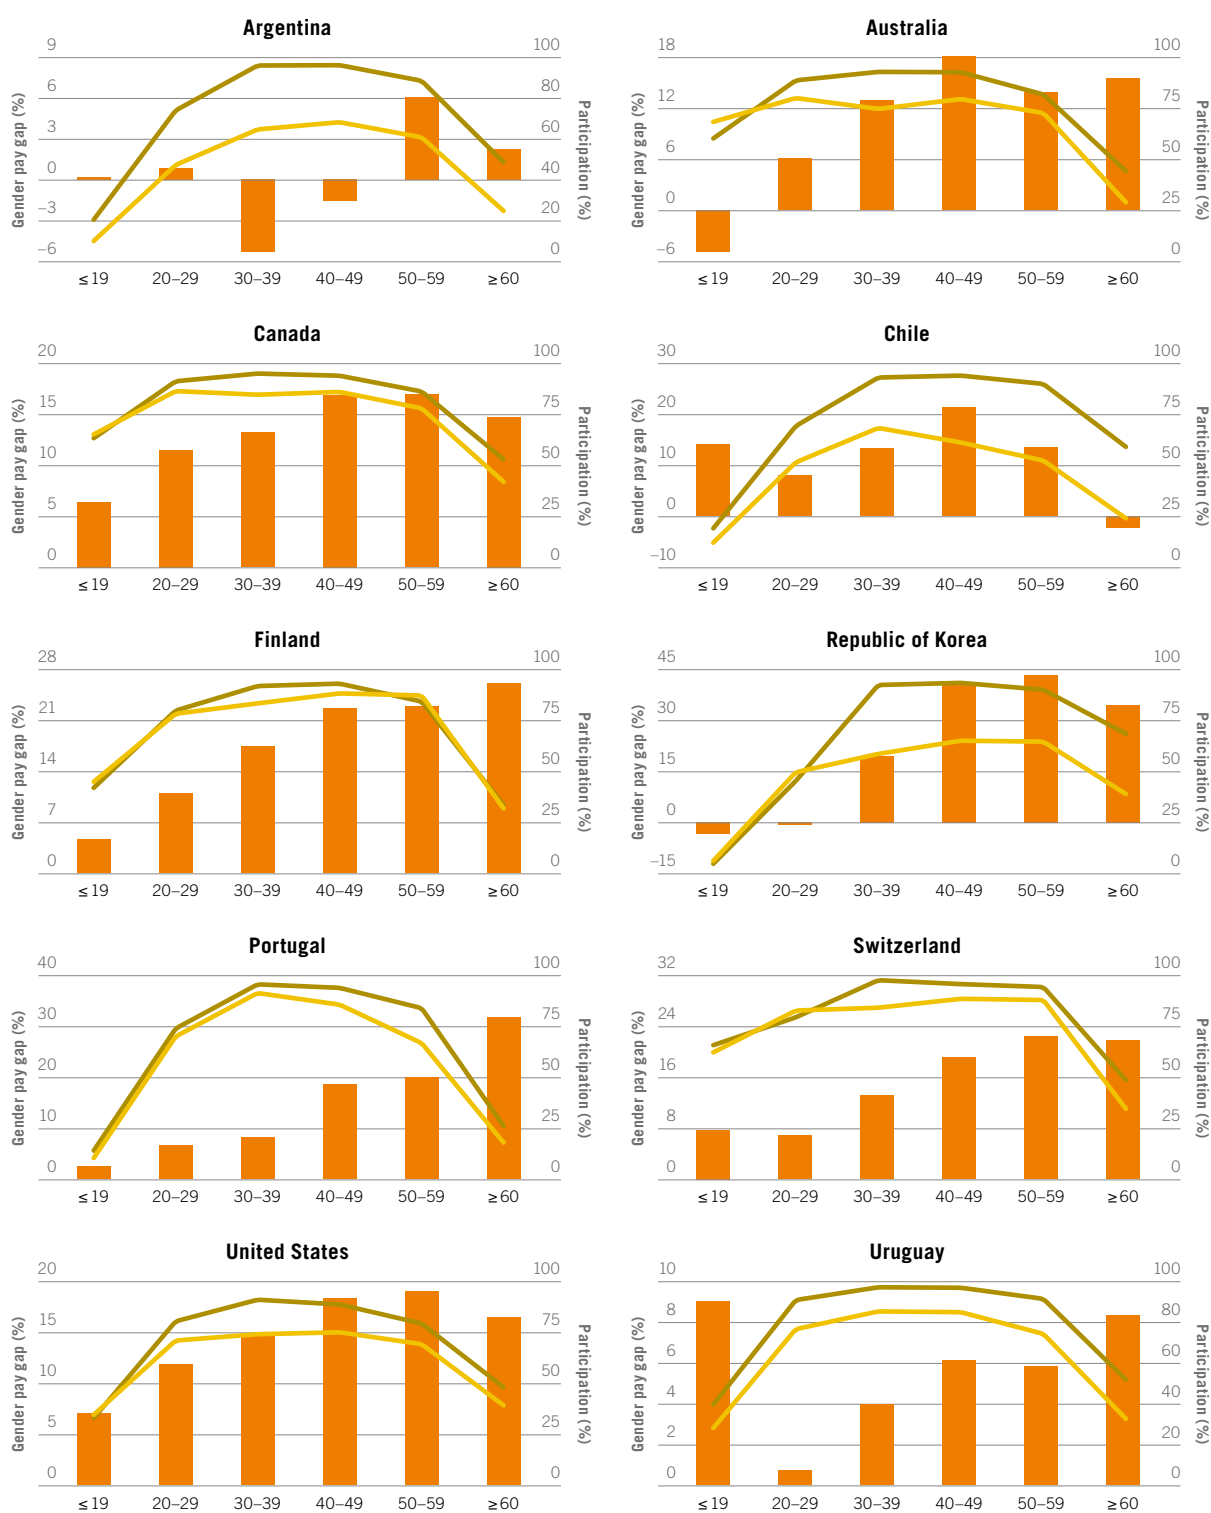 Argentina
Gender pay gap (%)
9
6
3
0
–3
–6
100
80
60
40
20
0
Participation (%)
≤ 19 20–29 30–39 40–49 50–59 ≥ 60
Australia
Gender pay gap (%)
18
12
6
0
–6
100
75
50
25
0
Participation (%)
≤ 19 20–29 30–39 40–49 50–59 ≥ 60
Canada
Gender pay gap (%)
20
15
10
5
0
100
75
50
25
0
Participation (%)
≤ 19 20–29 30–39 40–49 50–59 ≥ 60
Chile
Gender pay gap (%)
30
20
10
0
–10
100
75
50
25
0
Participation (%)
≤ 19 20–29 30–39 40–49 50–59 ≥ 60
Finland
Gender pay gap (%)
28
21
14
7
0
100
75
50
25
0
Participation (%)
≤ 19 20–29 30–39 40–49 50–59 ≥ 60
Republic of Korea
Gender pay gap (%)
45
30
15
0
–15
100
75
50
25
0
Participation (%)
≤ 19 20–29 30–39 40–49 50–59 ≥ 60
Portugal
Gender pay gap (%)
40
30
20
10
0
100
75
50
25
0
Participation (%)
≤ 19 20–29 30–39 40–49 50–59 ≥ 60
Switzerland
Gender pay gap (%)
32
24
16
8
0
100
75
50
25
0
Participation (%)
≤ 19 20–29 30–39 40–49 50–59 ≥ 60
United States
Gender pay gap (%)
20
15
10
5
0
100
75
50
25
0
Participation (%)
≤ 19 20–29 30–39 40–49 50–59 ≥ 60
Uruguay
Gender pay gap (%)
10
8
6
4
2
0
100
80
60
40
20
0
Participation (%)
≤ 19 20–29 30–39 40–49 50–59 ≥ 60